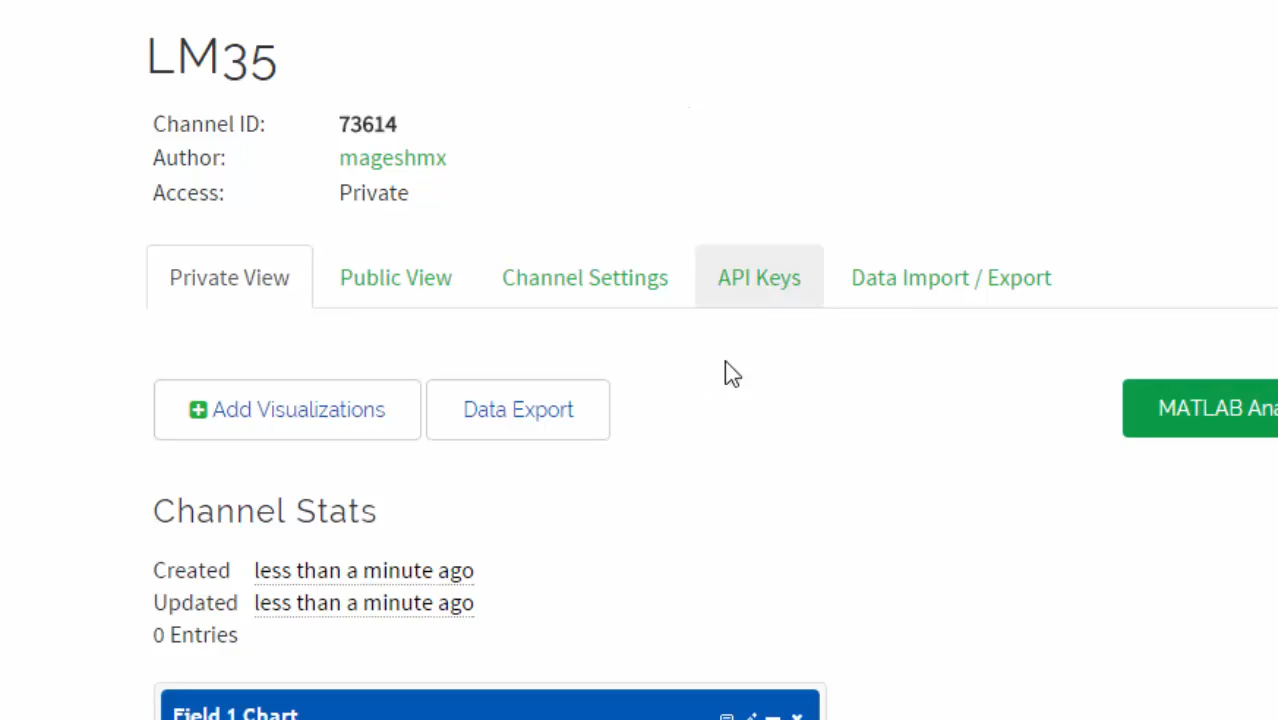 LM35
Channel ID: 73614
Author: mageshmx
Access: Private
Private View Public View Channel Settings API Keys Data Import / Export
Add Visualizations Data Export MATLAB Ana
Channel Stats
Created less than a minute ago
Updated less than a minute ago
0 Entries
Field 1 Chart